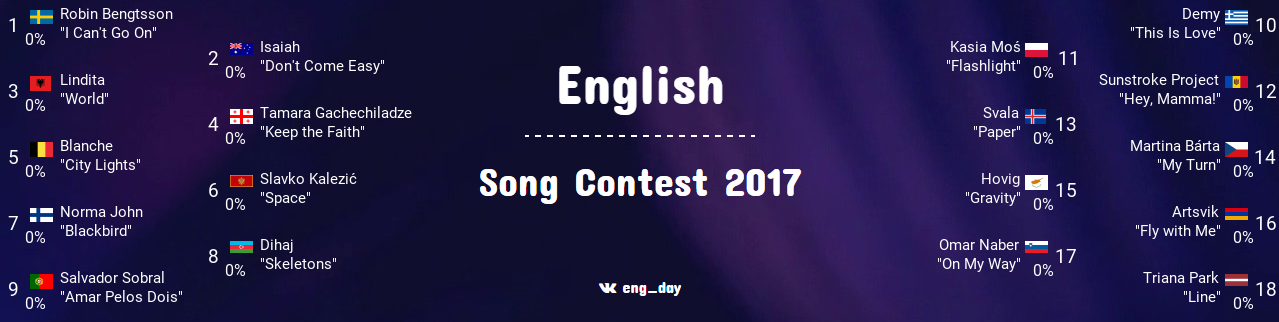 1
Robin Bengtsson
"I Can't Go On"
0%
2
Isaiah
"Don't Come Easy"
0%
3
Lindita
"World"
0%
4
Tamara Gachechiladze
"Keep the Faith"
0%
5
Blanche
"City Lights"
0%
6
Slavko Kalezić
"Space"
0%
7
Norma John
"Blackbird"
0%
8
Dihaj
"Skeletons"
0%
9
Salvador Sobral
"Amar Pelos Dois"
0%
English
Song Contest 2017
eng_day
Demy
"This Is Love"
10
0%
Kasia Moś
"Flashlight"
11
0%
Sunstroke Project
"Hey, Mamma!"
12
0%
Svala
"Paper"
13
0%
Martina Bárta
"My Turn"
14
0%
Hovig
"Gravity"
15
0%
Artsvik
"Fly with Me"
16
0%
Omar Naber
"On My Way"
17
0%
Triana Park
"Line"
18
0%